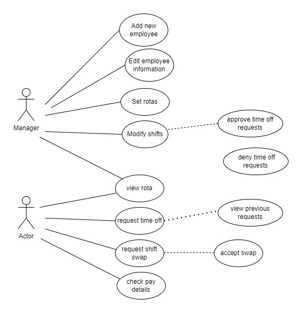 Add new
employee
Edit employee
information
Set rotas
Manager
Modify shifts
approve time off
requests
deny time off
requests
view rota
request time off
view previous
requests
Actor
request shift
swap
accept swap
check pay
details